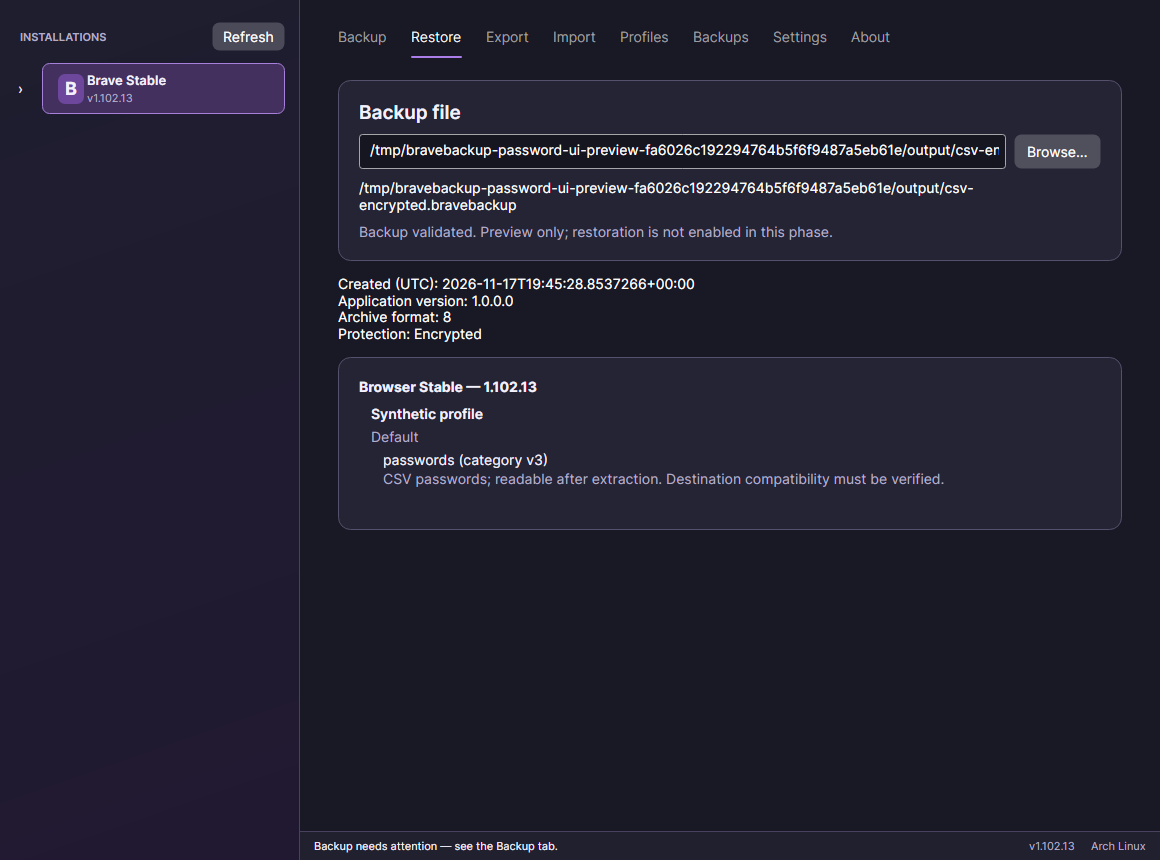 INSTALLATIONS
Refresh
›
B
Brave Stable
v1.102.13
Backup
Restore
Export
Import
Profiles
Backups
Settings
About
Backup file
/tmp/bravebackup-password-ui-preview-fa6026c192294764b5f6f9487a5eb61e/output/csv-en
Browse...
/tmp/bravebackup-password-ui-preview-fa6026c192294764b5f6f9487a5eb61e/output/csv-
encrypted.bravebackup
Backup validated. Preview only; restoration is not enabled in this phase.
Created (UTC): 2026-11-17T19:45:28.8537266+00:00
Application version: 1.0.0.0
Archive format: 8
Protection: Encrypted
Browser Stable — 1.102.13
Synthetic profile
Default
passwords (category v3)
CSV passwords; readable after extraction. Destination compatibility must be verified.
Backup needs attention — see the Backup tab.
v1.102.13
Arch Linux